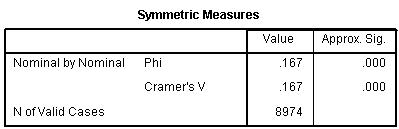 Symmetric Measures
Value Approx. Sig.
Nominal by Nominal Phi .167 .000
Cramer's V .167 .000
N of Valid Cases 8974